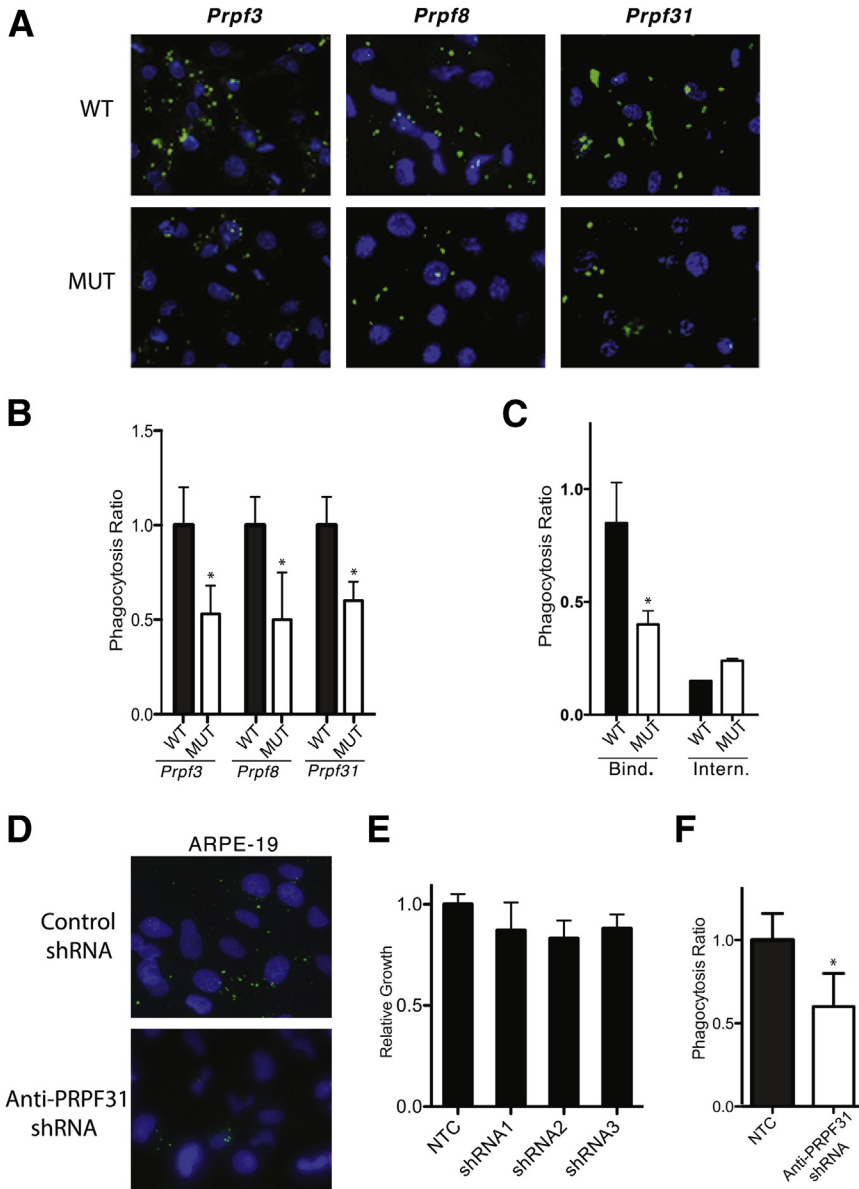 A
Prpf3 Prpf8 Prpf31
WT
MUT
B
Phagocytosis Ratio
1.5
1.0
0.5
0.0
* * *
WT MUT WT MUT WT MUT
Prpf3 Prpf8 Prpf31
C
Phagocytosis Ratio
1.0
0.5
0.0
*
WT MUT WT MUT
Bind. Intern.
D
ARPE-19
Control
shRNA
Anti-PRPF31
shRNA
E
Relative Growth
1.0
0.5
0.0
NTC shRNA1 shRNA2 shRNA3
F
Phagocytosis Ratio
1.0
0.5
0.0
*
NTC Anti-PRPF31
shRNA